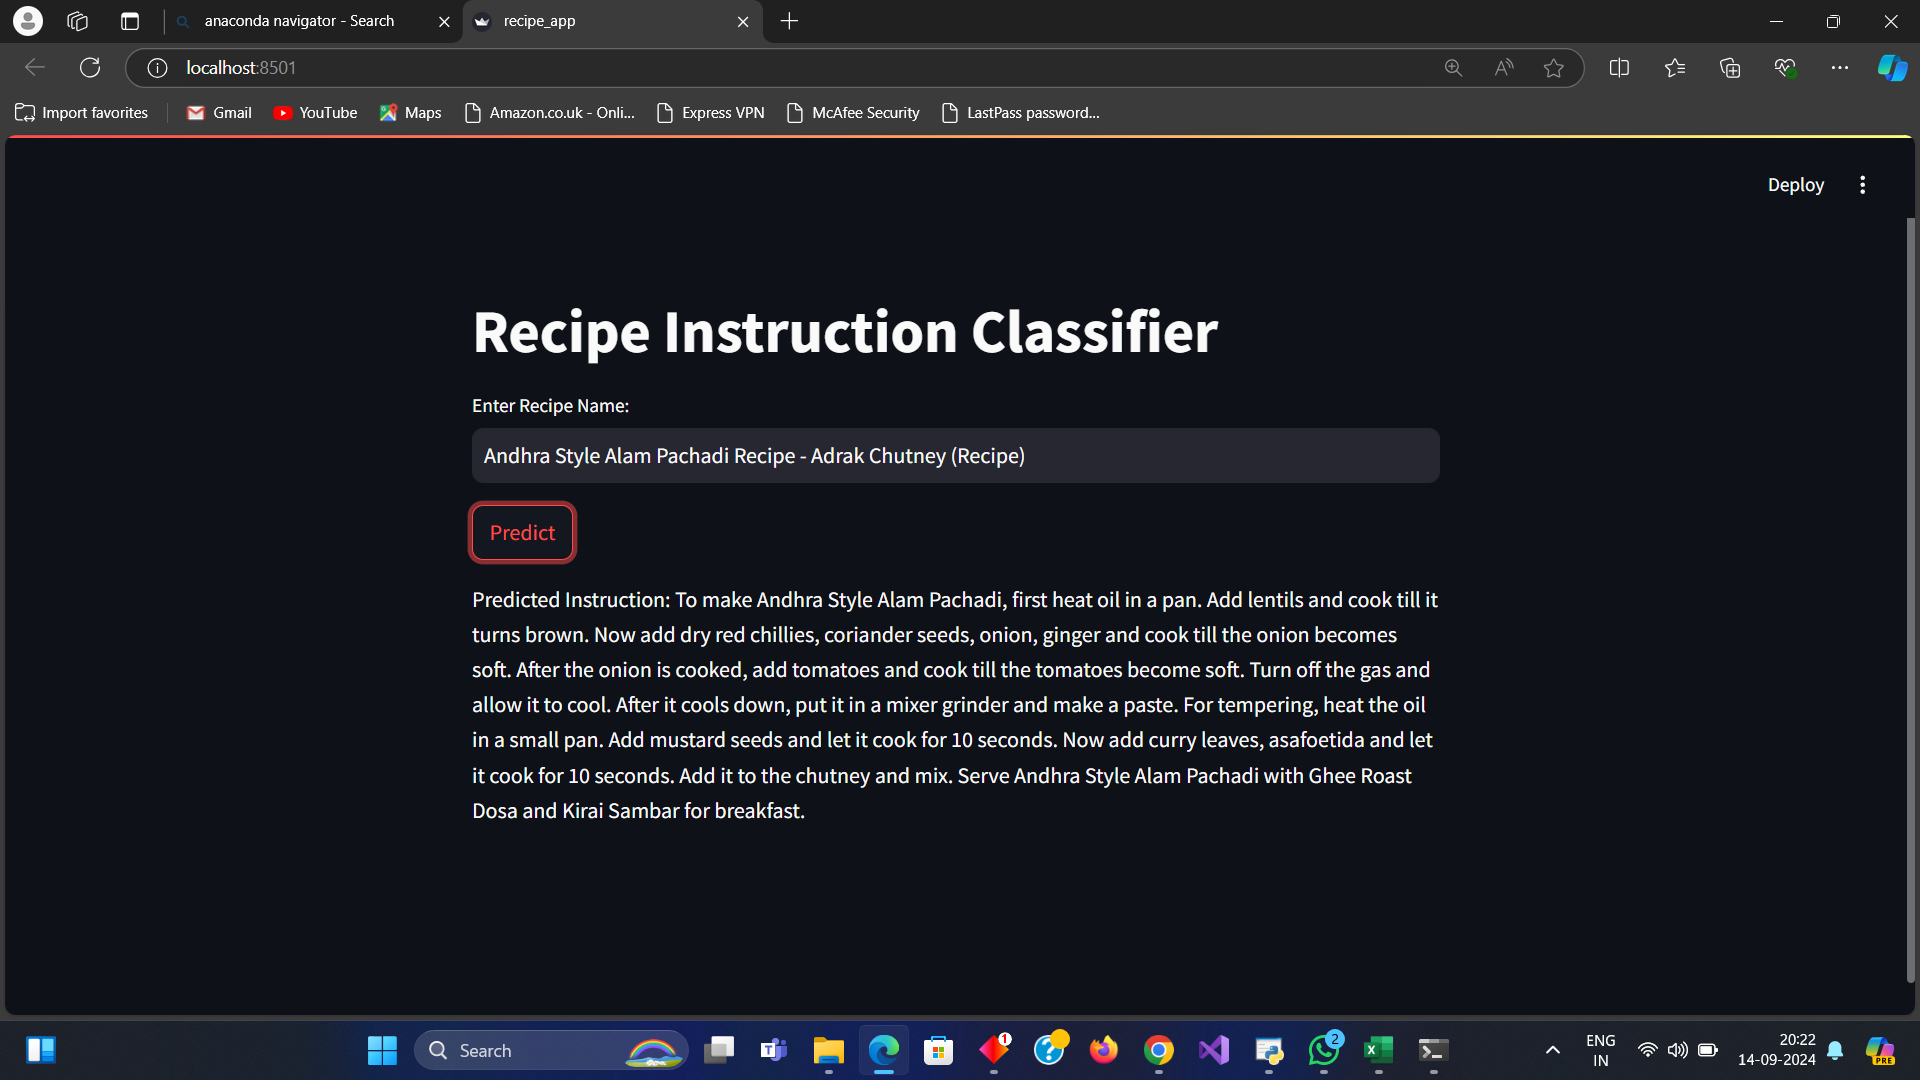 anaconda navigator - Search
recipe_app
localhost:8501
Import favorites
Gmail
YouTube
Maps
Amazon.co.uk - Onli...
Express VPN
McAfee Security
LastPass password...
Deploy
Recipe Instruction Classifier
Enter Recipe Name:
Andhra Style Alam Pachadi Recipe - Adrak Chutney (Recipe)
Predict
Predicted Instruction: To make Andhra Style Alam Pachadi, first heat oil in a pan. Add lentils and cook till it
turns brown. Now add dry red chillies, coriander seeds, onion, ginger and cook till the onion becomes
soft. After the onion is cooked, add tomatoes and cook till the tomatoes become soft. Turn off the gas and
allow it to cool. After it cools down, put it in a mixer grinder and make a paste. For tempering, heat the oil
in a small pan. Add mustard seeds and let it cook for 10 seconds. Now add curry leaves, asafoetida and let
it cook for 10 seconds. Add it to the chutney and mix. Serve Andhra Style Alam Pachadi with Ghee Roast
Dosa and Kirai Sambar for breakfast.
Search
1
2
ENG
IN
20:22
14-09-2024
PRE